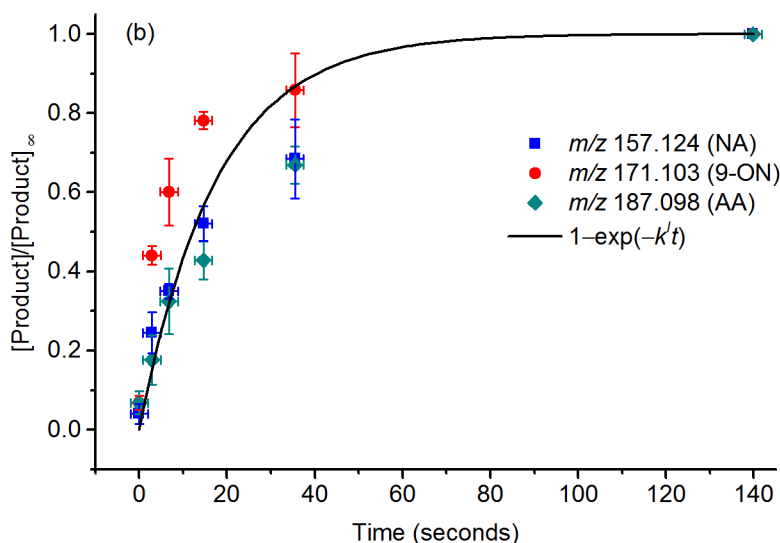 (b)
[Product]/[Product]∞
1.0
0.8
0.6
0.4
0.2
0.0
m/z 157.124 (NA)
m/z 171.103 (9-ON)
m/z 187.098 (AA)
1–exp(–kᴵt)
0 20 40 60 80 100 120 140
Time (seconds)